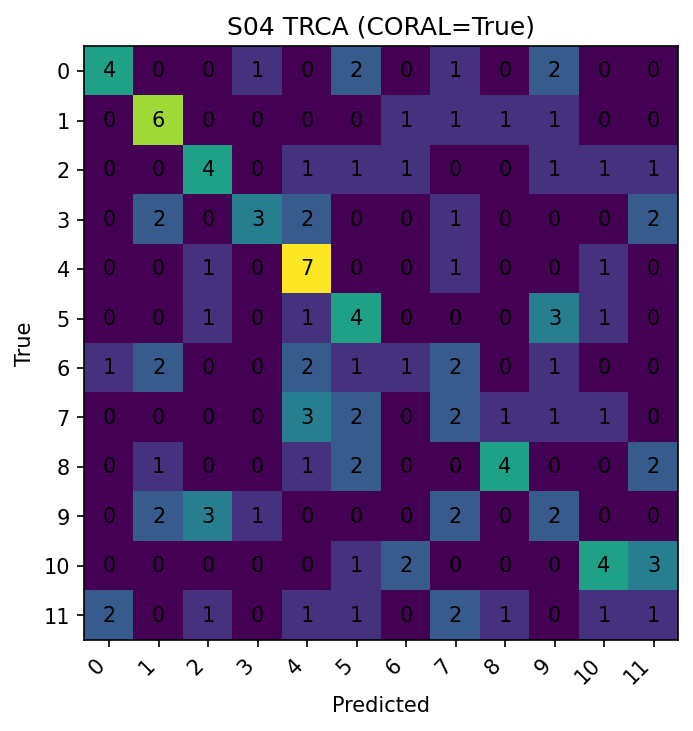 S04 TRCA (CORAL=True)
0 4 0 0 1 0 2 0 1 0 2 0 0
1 0 6 0 0 0 0 1 1 1 1 0 0
2 0 0 4 0 1 1 1 0 0 1 1 1
3 0 2 0 3 2 0 0 1 0 0 0 2
4 0 0 1 0 7 0 0 1 0 0 1 0
5 0 0 1 0 1 4 0 0 0 3 1 0
True
6 1 2 0 0 2 1 1 2 0 1 0 0
7 0 0 0 0 3 2 0 2 1 1 1 0
8 0 1 0 0 1 2 0 0 4 0 0 2
9 0 2 3 1 0 0 0 2 0 2 0 0
10 0 0 0 0 0 1 2 0 0 0 4 3
11 2 0 1 0 1 1 0 2 1 0 1 1
0 1 2 3 4 5 6 7 8 9 10 11
Predicted